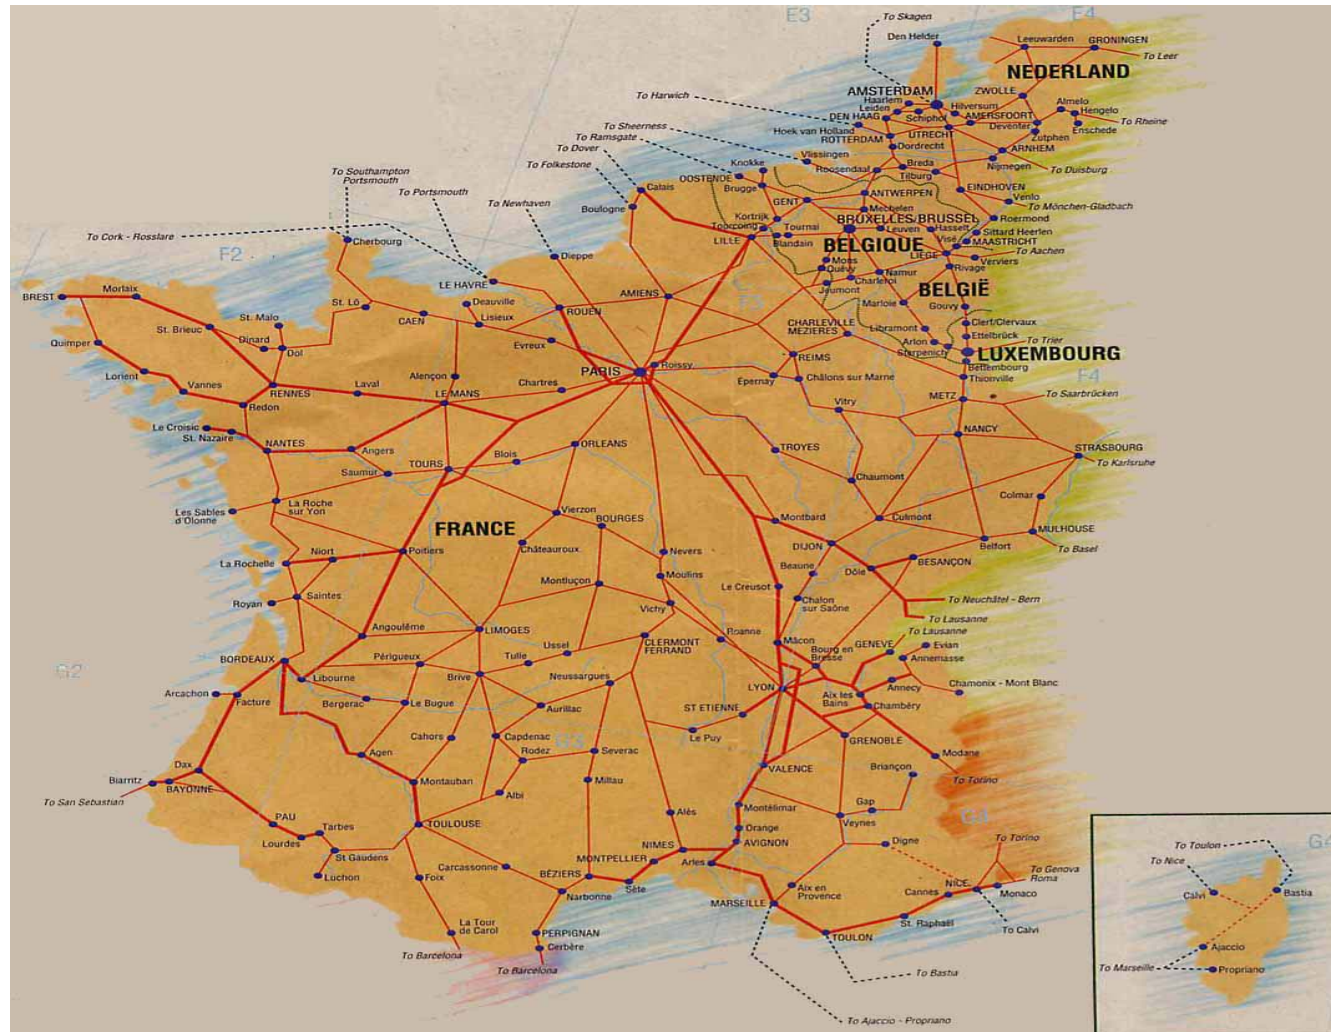 To Skagen
E3
E4
Den Helder
Leeuwarden
GRONINGEN
To Leer
NEDERLAND
AMSTERDAM
ZWOLLE
To Harwich
Haarlem
Leiden
Hilversum
Almelo
Hengelo
DEN HAAG
Schiphol
AMERSFOORT
To Rheine
To Sheerness
Hoek van Holland
UTRECHT
Deventer
Enschede
To Ramsgate
ROTTERDAM
Zutphen
Dordrecht
ARNHEM
To Dover
Vlissingen
Breda
Nijmegen
To Folkestone
Knokke
Roosendaal
Tilburg
To Duisburg
To Southampton
Portsmouth
OOSTENDE
Brugge
EINDHOVEN
To Portsmouth
Calais
ANTWERPEN
Venlo
To Newhaven
Boulogne
GENT
Mechelen
To Mönchen-Gladbach
Kortrijk
BRUXELLES/BRUSSEL
Roermond
Tourcoing
Tournai
Leuven
Hasselt
Sittard Heerlen
To Cork - Rosslare
LILLE
Blandain
BELGIQUE
Visé
MAASTRICHT
Cherbourg
F2
To Aachen
Dieppe
Mons
LIEGE
Verviers
Quévy
Namur
Rivage
LE HAVRE
Jeumont
Charleroi
BELGIË
BREST
Morlaix
Deauville
AMIENS
F3
Marloie
Gouvy
St. Lô
ROUEN
St. Malo
CAEN
Lisieux
CHARLEVILLE
MEZIERES
Libramont
Clerf/Clervaux
St. Brieuc
Ettelbrück
Quimper
Dinard
Dol
Evreux
Arlon
To Trier
Sterpenich
LUXEMBOURG
REIMS
Roissy
Bettembourg
PARIS
Lorient
Alençon
Chartres
Épernay
Châlons sur Marne
Thionville
F4
Vannes
RENNES
Laval
LE MANS
METZ
To Saarbrücken
Redon
Vitry
Le Croisic
St. Nazaire
NANTES
Angers
ORLEANS
TROYES
NANCY
STRASBOURG
Saumur
TOURS
Blois
To Karlsruhe
Chaumont
Les Sables
d'Olonne
La Roche
sur Yon
Vierzon
Colmar
FRANCE
BOURGES
Montbard
Culmont
MULHOUSE
Niort
Poitiers
Châteauroux
Nevers
DIJON
Belfort
To Basel
La Rochelle
Beaune
BESANÇON
Montluçon
Moulins
Le Creusot
Dôle
Royan
Saintes
Vichy
Chalon
sur Saône
To Neuchâtel - Bern
To Lausanne
Angoulême
LIMOGES
Roanne
To Lausanne
Ussel
CLERMONT
FERRAND
Mâcon
GENEVE
Evian
BORDEAUX
Périgueux
Tulle
Bourg en
Bresse
Annemasse
G2
Libourne
Brive
Neussargues
LYON
Annecy
Chamonix - Mont Blanc
Arcachon
Facture
Bergerac
Le Bugue
Aurillac
ST ETIENNE
Aix les
Bains
Chambéry
Cahors
Capdenac
G3
Le Puy
GRENOBLE
Agen
Rodez
Severac
Modane
Dax
VALENCE
Briançon
Biarritz
To Torino
BAYONNE
Montauban
Millau
To San Sebastian
Albi
Montélimar
Gap
Alès
PAU
Tarbes
TOULOUSE
Orange
Veynes
G3
Lourdes
NIMES
AVIGNON
Digne
To Torino
St Gaudens
MONTPELLIER
Arles
Carcassonne
To Genova
Roma
Luchon
Foix
BÉZIERS
Sète
Aix en
Provence
Cannes
NICE
Monaco
Narbonne
MARSEILLE
La Tour
de Carol
St. Raphaël
PERPIGNAN
TOULON
To Calvi
Cerbère
To Barcelona
To Barcelona
To Bastia
To Ajaccio - Propriano
To Toulon
G4
To Nice
Calvi
Bastia
Ajaccio
To Marseille
Propriano